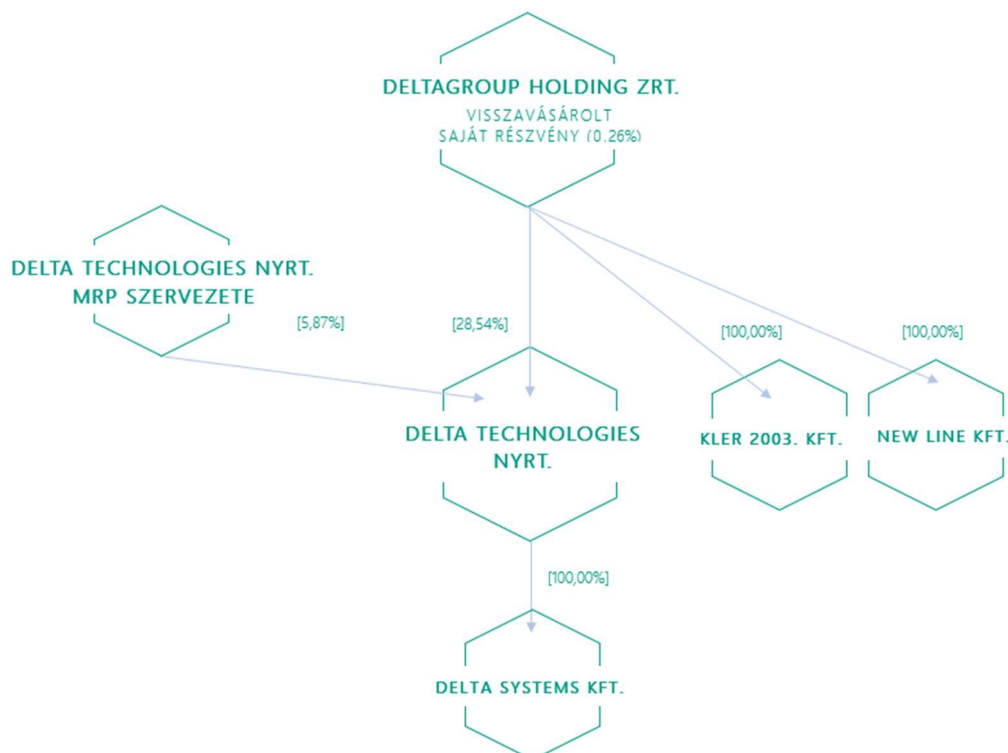 DELTAGROUP HOLDING ZRT.
VISSZAVÁSÁROLT
SAJÁT RÉSZVÉNY (0.26%)
DELTA TECHNOLOGIES NYRT.
MRP SZERVEZETE
[5,87%]
[28,54%]
[100,00%]
[100,00%]
DELTA TECHNOLOGIES
NYRT.
KLER 2003. KFT.
NEW LINE KFT.
[100,00%]
DELTA SYSTEMS KFT.